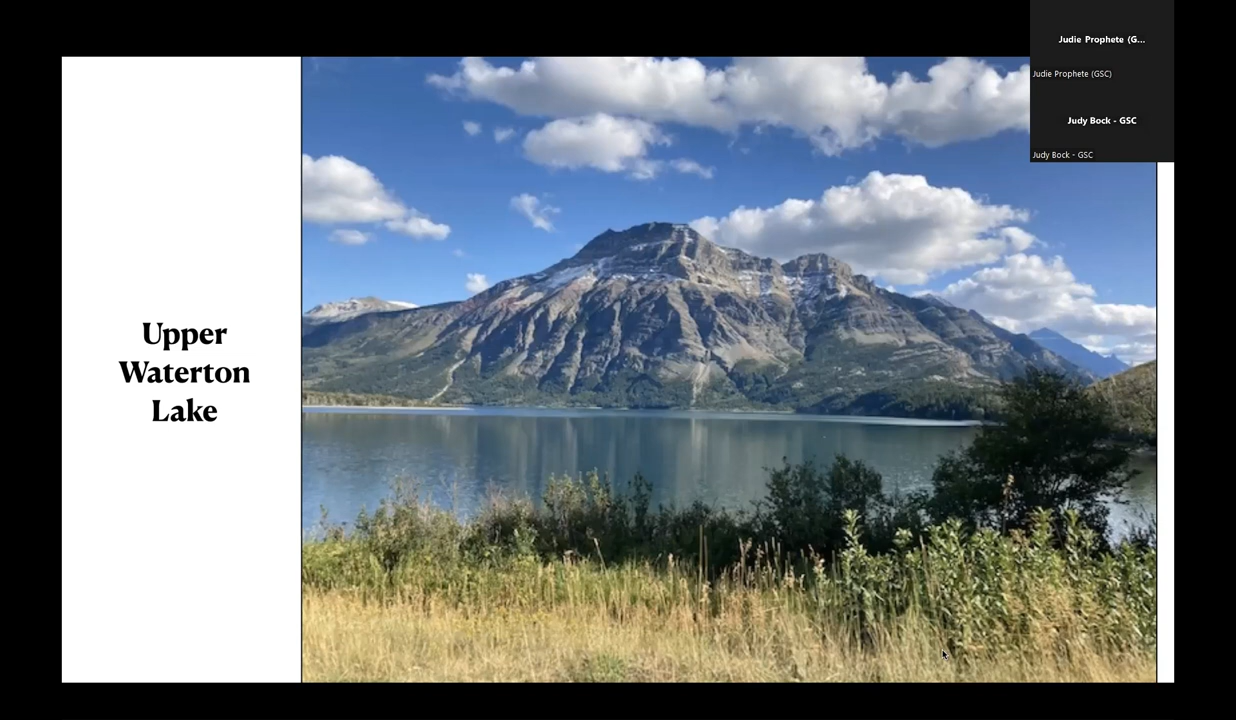 Upper
Waterton
Lake
Judie Prophete (G...
Judie Prophete (GSC)
Judy Bock - GSC
Judy Bock - GSC